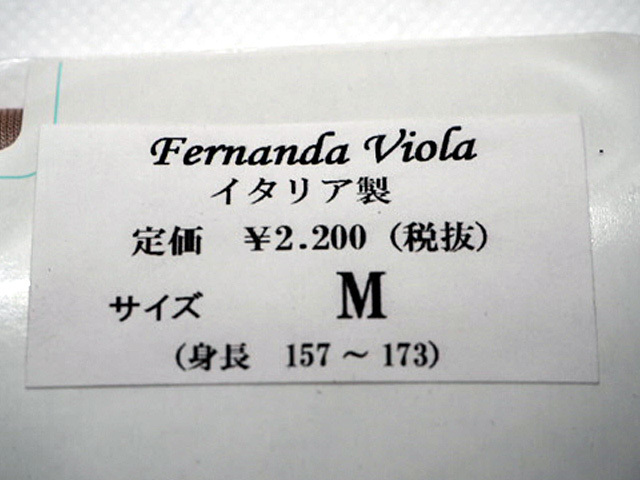 Fernanda Viola
イタリア製
定価 ￥2.200 (税抜)
サイズ M
(身長 157 ～ 173)